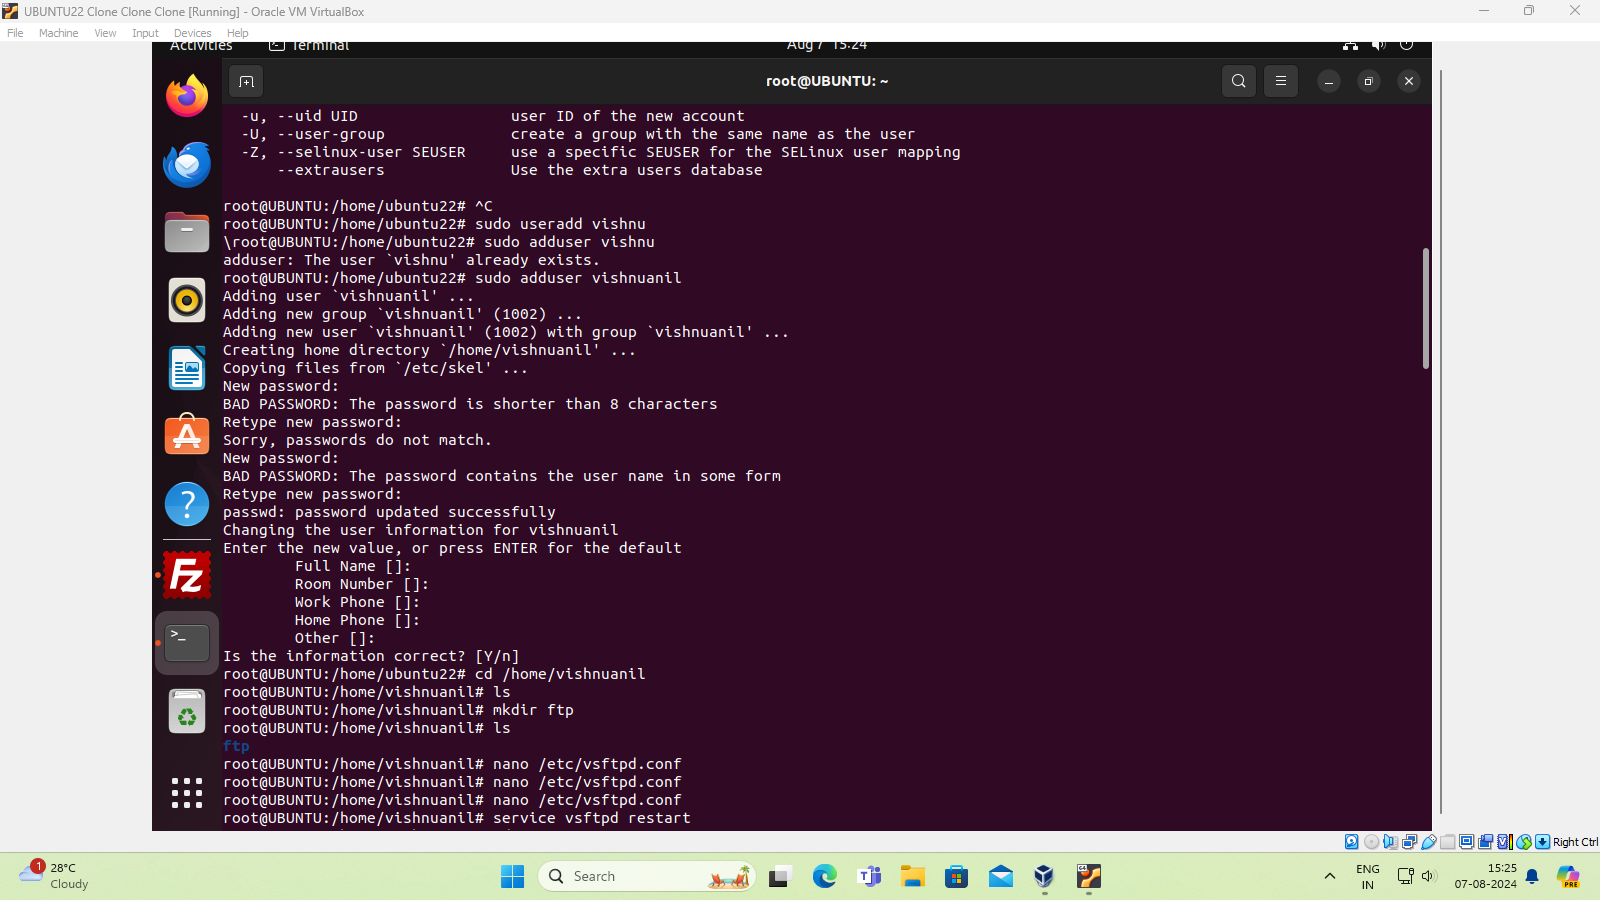 UBUNTU22 Clone Clone Clone [Running] - Oracle VM VirtualBox
File Machine View Input Devices Help
Activities Terminal Aug 7 15:24
root@UBUNTU: ~
-u, --uid UID user ID of the new account
-U, --user-group create a group with the same name as the user
-Z, --selinux-user SEUSER use a specific SEUSER for the SELinux user mapping
--extrausers Use the extra users database
root@UBUNTU:/home/ubuntu22# ^C
root@UBUNTU:/home/ubuntu22# sudo useradd vishnu
\root@UBUNTU:/home/ubuntu22# sudo adduser vishnu
adduser: The user `vishnu' already exists.
root@UBUNTU:/home/ubuntu22# sudo adduser vishnuanil
Adding user `vishnuanil' ...
Adding new group `vishnuanil' (1002) ...
Adding new user `vishnuanil' (1002) with group `vishnuanil' ...
Creating home directory `/home/vishnuanil' ...
Copying files from `/etc/skel' ...
New password:
BAD PASSWORD: The password is shorter than 8 characters
Retype new password:
Sorry, passwords do not match.
New password:
BAD PASSWORD: The password contains the user name in some form
Retype new password:
passwd: password updated successfully
Changing the user information for vishnuanil
Enter the new value, or press ENTER for the default
Full Name []:
Room Number []:
Work Phone []:
Home Phone []:
Other []:
Is the information correct? [Y/n]
root@UBUNTU:/home/ubuntu22# cd /home/vishnuanil
root@UBUNTU:/home/vishnuanil# ls
root@UBUNTU:/home/vishnuanil# mkdir ftp
root@UBUNTU:/home/vishnuanil# ls
ftp
root@UBUNTU:/home/vishnuanil# nano /etc/vsftpd.conf
root@UBUNTU:/home/vishnuanil# nano /etc/vsftpd.conf
root@UBUNTU:/home/vishnuanil# nano /etc/vsftpd.conf
root@UBUNTU:/home/vishnuanil# service vsftpd restart
Right Ctrl
1
28°C
Cloudy
Search
ENG
IN
15:25
07-08-2024
PRE